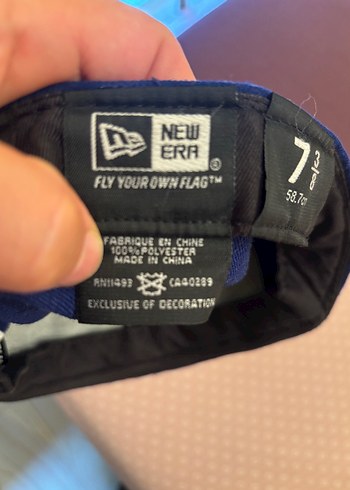 NEW
ERA®
FLY YOUR OWN FLAG™
7 3/8
58.7cm
FABRIQUE EN CHINE
100% POLYESTER
MADE IN CHINA
RN11493 CA40289
EXCLUSIVE OF DECORATION